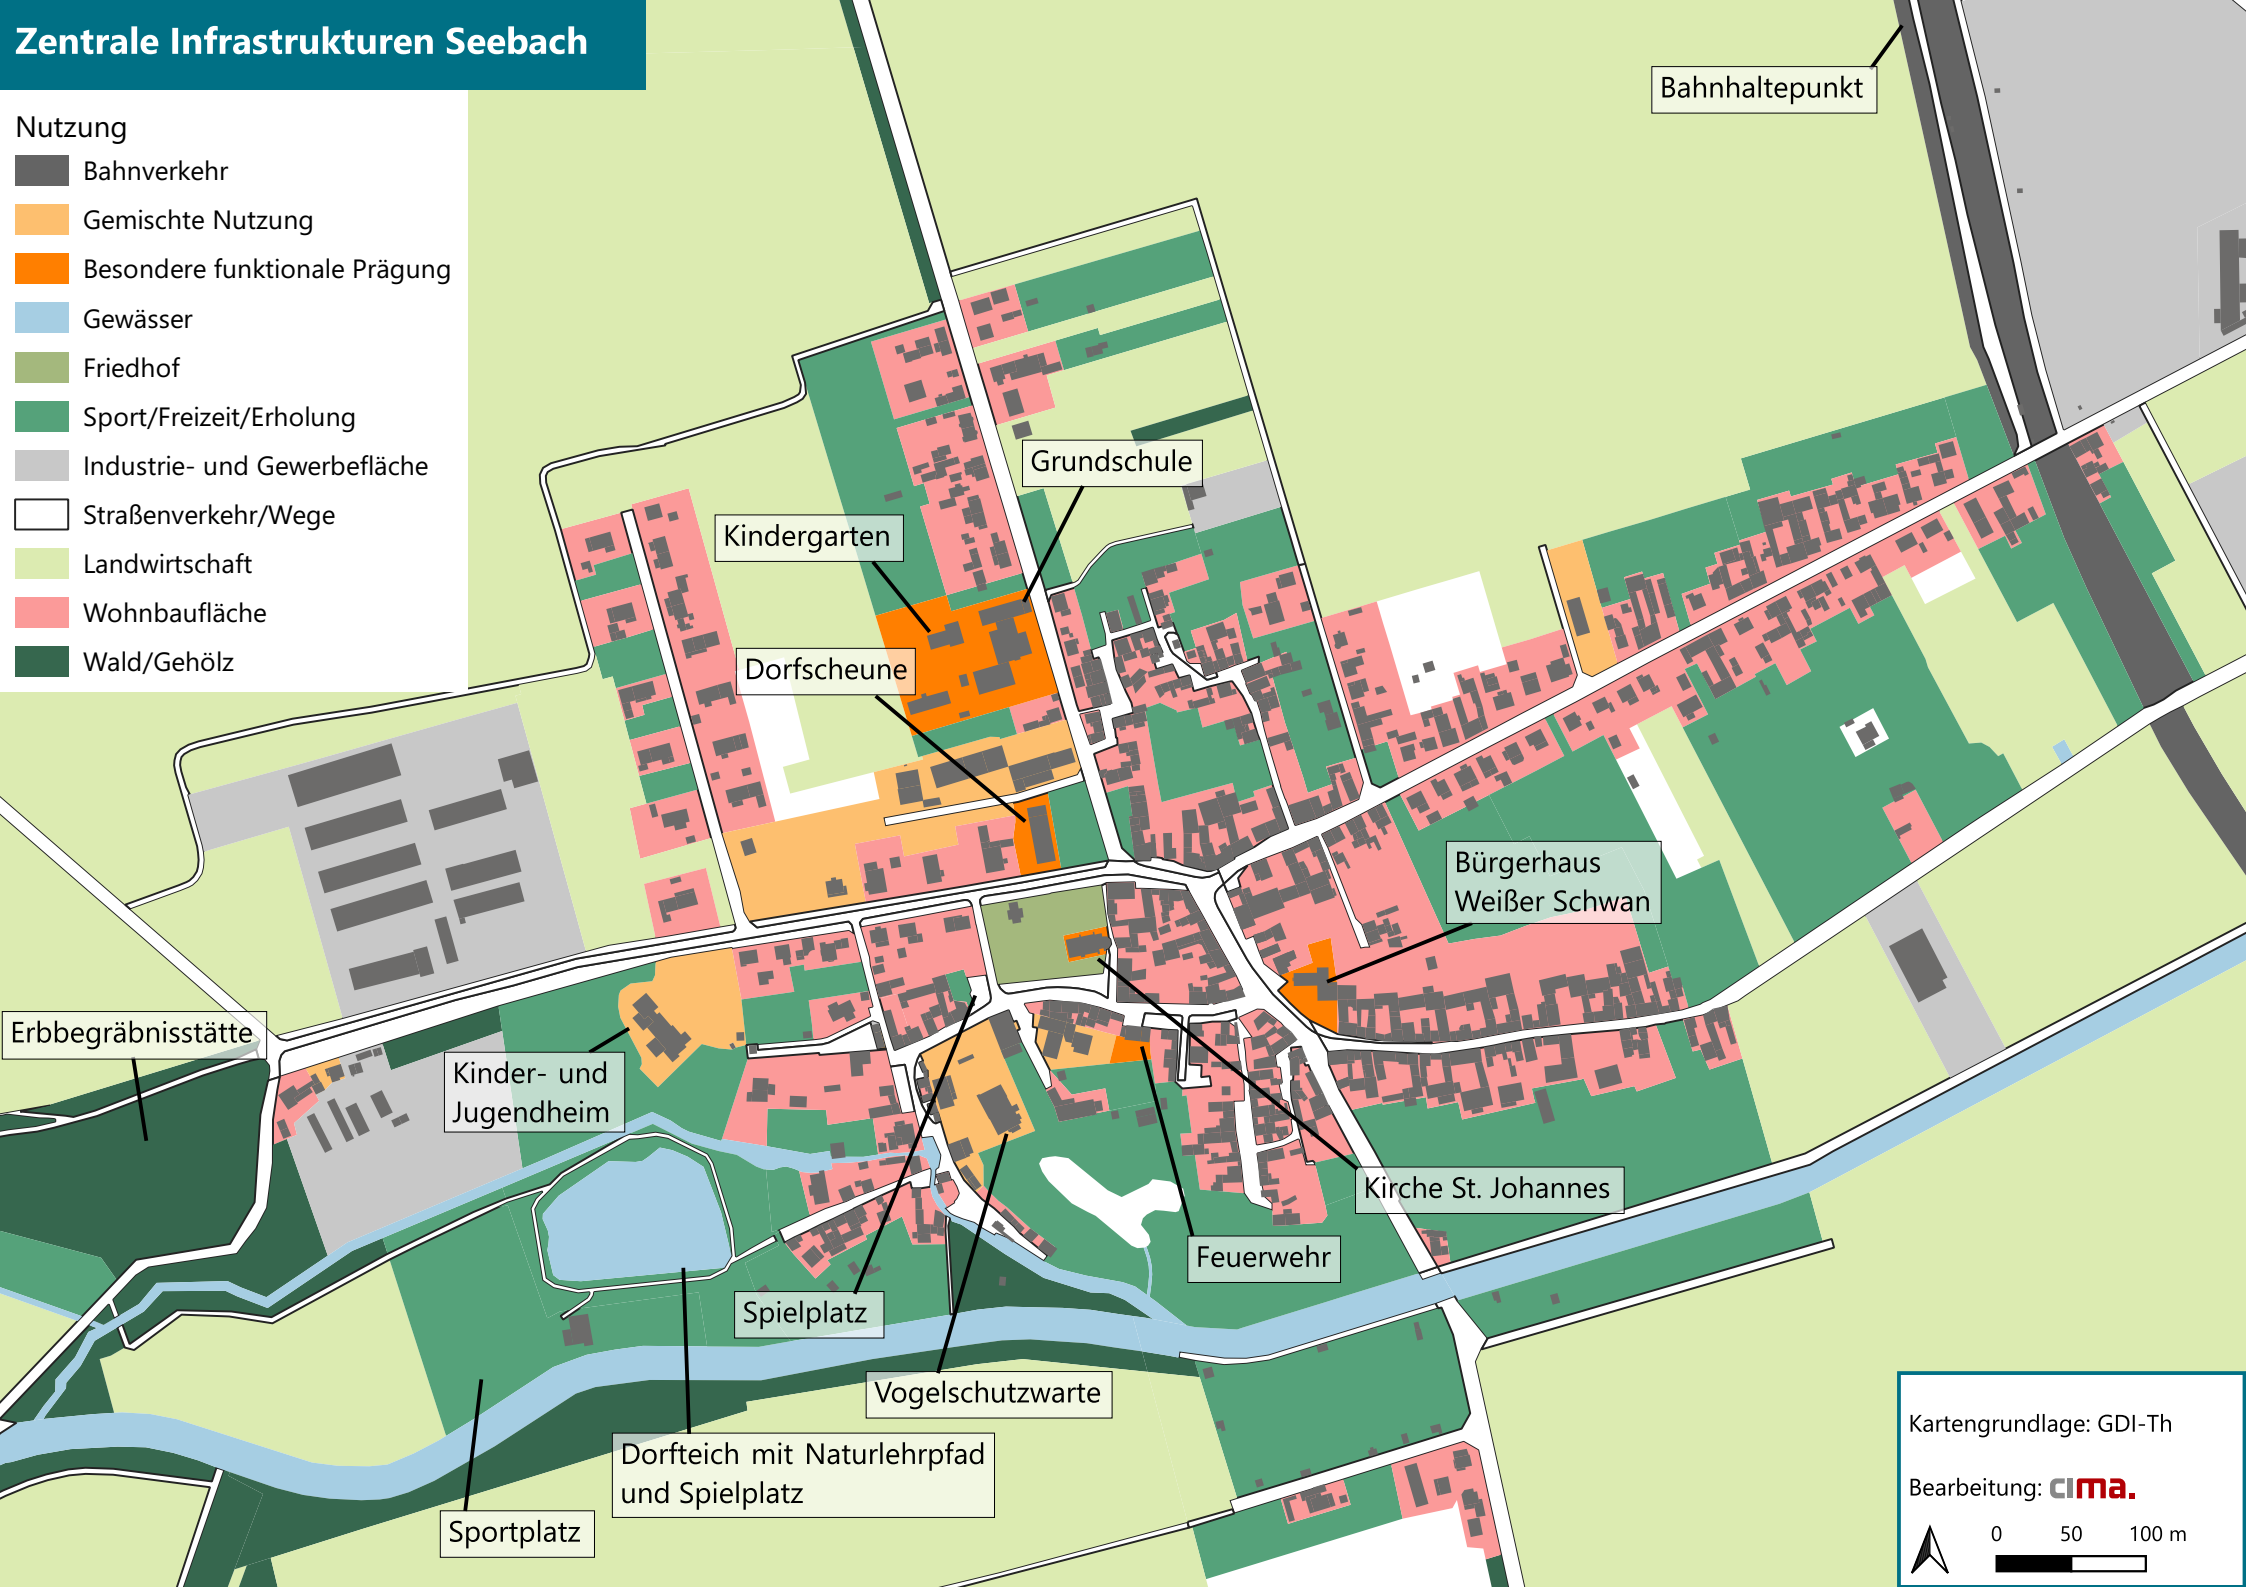 Zentrale Infrastrukturen Seebach
Nutzung
Bahnverkehr
Gemischte Nutzung
Besondere funktionale Prägung
Gewässer
Friedhof
Sport/Freizeit/Erholung
Industrie- und Gewerbefläche
Straßenverkehr/Wege
Landwirtschaft
Wohnbaufläche
Wald/Gehölz
Bahnhaltepunkt
Grundschule
Kindergarten
Dorfscheune
Bürgerhaus
Weißer Schwan
Erbbegräbnisstätte
Kinder- und
Jugendheim
Kirche St. Johannes
Feuerwehr
Spielplatz
Vogelschutzwarte
Dorfteich mit Naturlehrpfad
und Spielplatz
Sportplatz
Kartengrundlage: GDI-Th
Bearbeitung: cima.
0 50 100 m